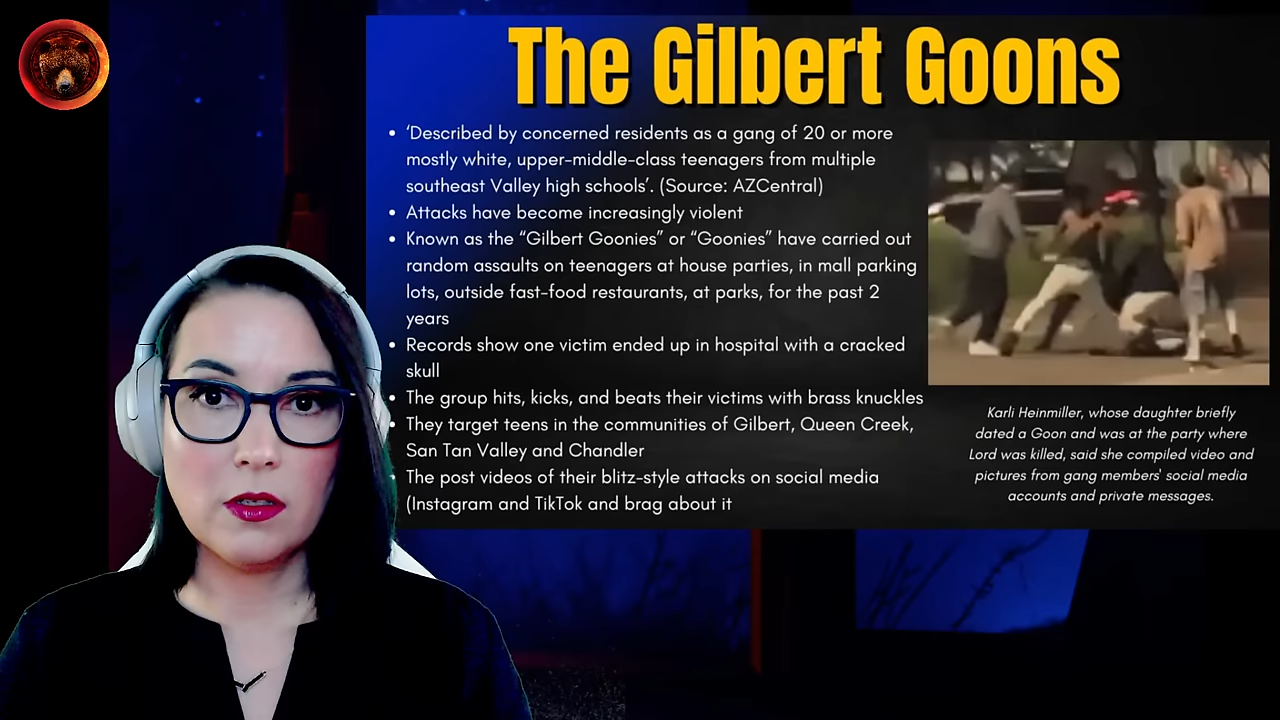 The Gilbert Goons
• ‘Described by concerned residents as a gang of 20 or more
mostly white, upper-middle-class teenagers from multiple
southeast Valley high schools’. (Source: AZCentral)
• Attacks have become increasingly violent
• Known as the “Gilbert Goonies” or “Goonies” have carried out
random assaults on teenagers at house parties, in mall parking
lots, outside fast-food restaurants, at parks, for the past 2
years
• Records show one victim ended up in hospital with a cracked
skull
• The group hits, kicks, and beats their victims with brass knuckles
• They target teens in the communities of Gilbert, Queen Creek,
San Tan Valley and Chandler
The post videos of their blitz-style attacks on social media
(Instagram and TikTok and brag about it
Karli Heinmiller, whose daughter briefly
dated a Goon and was at the party where
Lord was killed, said she compiled video and
pictures from gang members' social media
accounts and private messages.